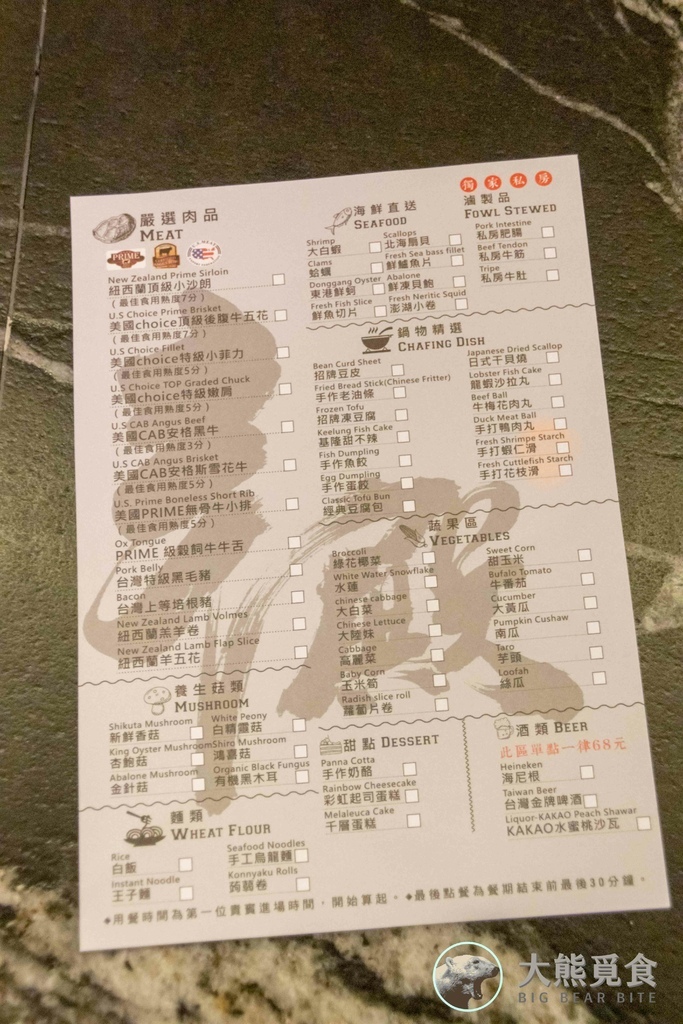 嚴選肉品
MEAT
PRIME
New Zealand Prime Sirloin
紐西蘭頂級小沙朗
(最佳食用熟度7分)
U.S Choice Prime Brisket
美國choice頂級後腹牛五花
(最佳食用熟度7分)
U.S Choice Fillet
美國choice特級小菲力
(最佳食用熟度5分)
U.S Choice TOP Graded Chuck
美國choice特級嫩肩
(最佳食用熟度5分)
U.S CAB Angus Beef
美國CAB安格黑牛
(最佳食用熟度3分)
U.S CAB Angus Brisket
美國CAB安格斯雪花牛
(最佳食用熟度5分)
U.S. Prime Boneless Short Rib
美國PRIME無骨牛小排
(最佳食用熟度5分)
Ox Tongue
PRIME 級穀飼牛牛舌
Pork Belly
台灣特級黑毛豬
Bacon
台灣上等培根豬
New Zealand Lamb Volmes
紐西蘭羔羊卷
New Zealand Lamb Flap Slice
紐西蘭羊五花
海鮮直送
SEAFOOD
Shrimp
大白蝦
Scallops
北海扇貝
Clams
蛤蠣
Fresh Sea bass fillet
鮮鱸魚片
Donggang Oyster
東港鮮蚵
Abalone
鮮凍貝鮑
Fresh Fish Slice
鮮魚切片
Fresh Neritic Squid
澎湖小卷
獨家私房
滷製品
FOWL STEWED
Pork Intestine
私房肥腸
Beef Tendon
私房牛筋
Tripe
私房牛肚
鍋物精選
CHAFING DISH
Bean Curd Sheet
招牌豆皮
Fried Bread Stick(Chinese Fritter)
手作老油條
Frozen Tofu
招牌凍豆腐
Keelung Fish Cake
基隆甜不辣
Fish Dumpling
手作魚餃
Egg Dumpling
手作蛋餃
Classic Tofu Bun
經典豆腐包
Japanese Dried Scallop
日式干貝燒
Lobster Fish Cake
龍蝦沙拉丸
Beef Ball
牛梅花肉丸
Duck Meat Ball
手打鴨肉丸
Fresh Shrimpe Starch
手打蝦仁滑
Fresh Cuttlefish Starch
手打花枝滑
蔬果區
VEGETABLES
Broccoli
綠花椰菜
White Water Snowflake
水蓮
chinese cabbage
大白菜
Chinese Lettuce
大陸妹
Cabbage
高麗菜
Baby Corn
玉米筍
Radish slice roll
蘿蔔片卷
Sweet Corn
甜玉米
Bufalo Tomato
牛番茄
Cucumber
大黃瓜
Pumpkin Cushaw
南瓜
Taro
芋頭
Loofah
絲瓜
養生菇類
MUSHROOM
Shikuta Mushroom
新鮮香菇
White Peony
白精靈菇
King Oyster Mushroom
杏鮑菇
Shiro Mushroom
鴻喜菇
Abalone Mushroom
金針菇
Organic Black Fungus
有機黑木耳
甜點 DESSERT
Panna Cotta
手作奶酪
Rainbow Cheesecake
彩虹起司蛋糕
Melaleuca Cake
千層蛋糕
酒類 BEER
此區單點一律68元
Heineken
海尼根
Taiwan Beer
台灣金牌啤酒
Liquor-KAKAO Peach Shawar
KAKAO水蜜桃沙瓦
麵類
WHEAT FLOUR
Rice
白飯
Seafood Noodles
手工烏龍麵
Instant Noodle
王子麵
Konnyaku Rolls
蒟蒻卷
◆用餐時間為第一位貴賓進場時間,開始算起。◆最後點餐為餐期結束前最後30分鐘。
大熊覓食
BIG BEAR BITE